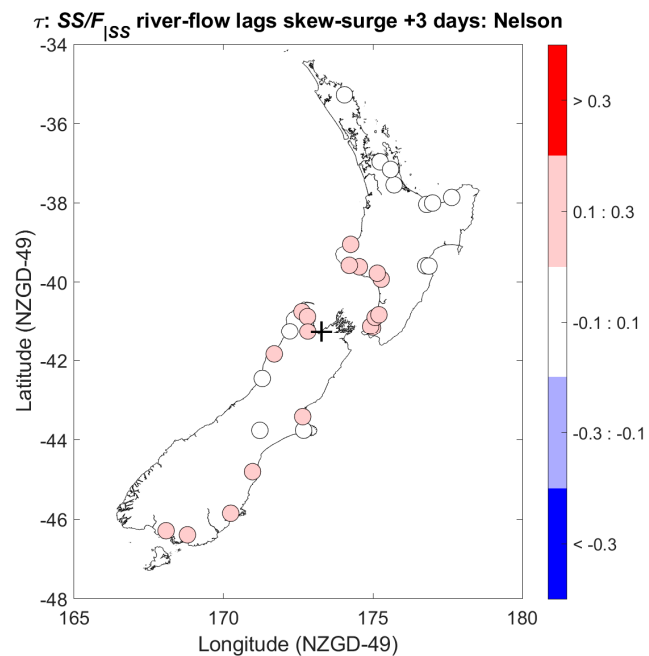 τ: SS/F|SS river-flow lags skew-surge +3 days: Nelson
-34
-36
-38
-40
-42
-44
-46
-48
165
170
175
180
Latitude (NZGD-49)
Longitude (NZGD-49)
> 0.3
0.1 : 0.3
-0.1 : 0.1
-0.3 : -0.1
< -0.3